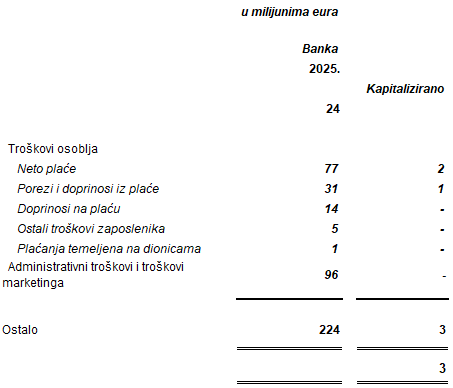 u milijunima eura
Banka
2025.
Kapitalizirano
24
Troškovi osoblja
Neto plaće 77 2
Porezi i doprinosi iz plaće 31 1
Doprinosi na plaću 14 -
Ostali troškovi zaposlenika 5 -
Plaćanja temeljena na dionicama 1 -
Administrativni troškovi i troškovi
marketinga 96 -
Ostalo 224 3
3